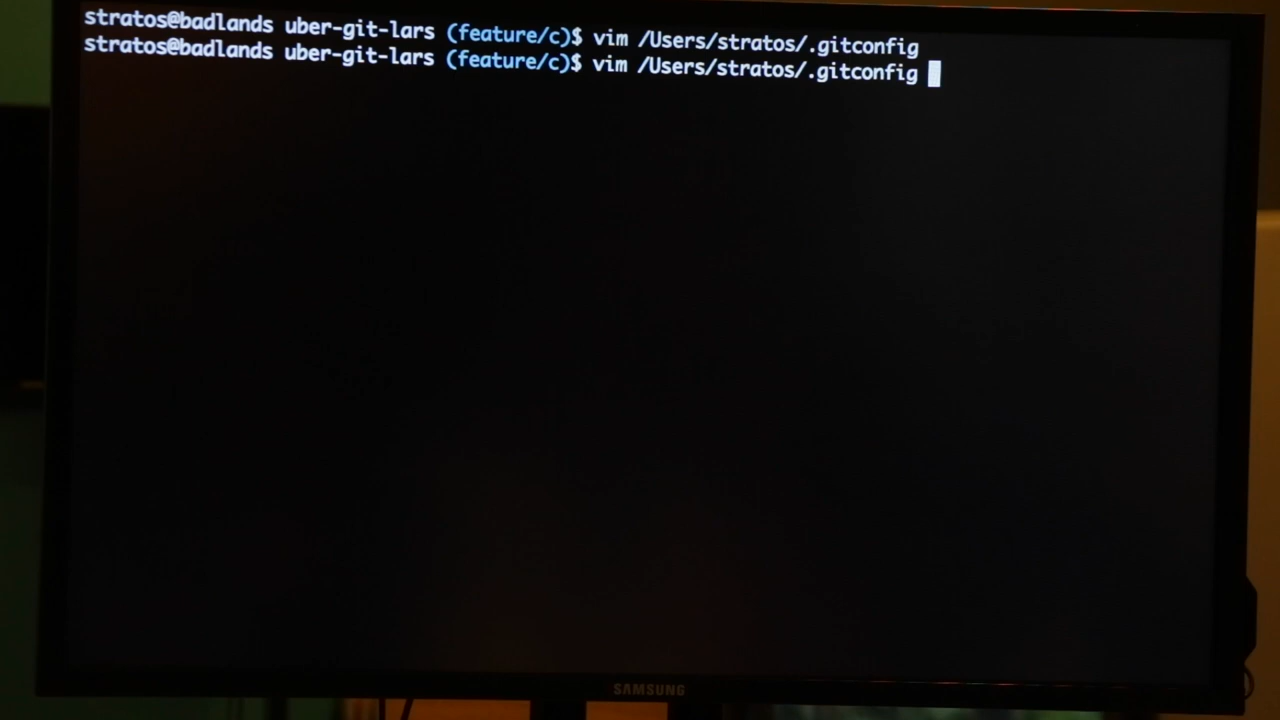 stratos@badlands uber-git-lars (feature/c)$ vim /Users/stratos/.gitconfig
stratos@badlands uber-git-lars (feature/c)$ vim /Users/stratos/.gitconfig
SAMSUNG